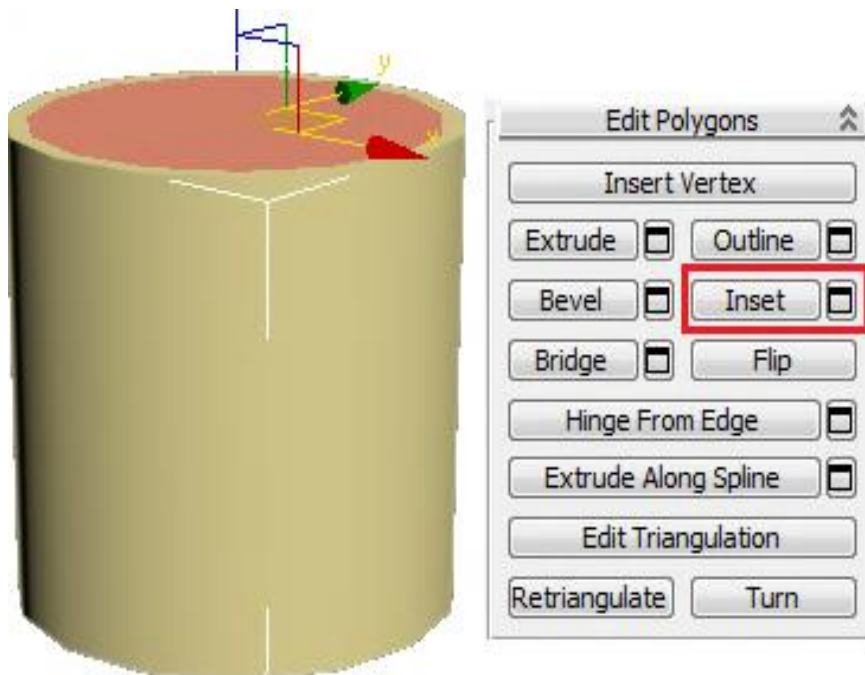 y
x
Edit Polygons
Insert Vertex
Extrude Outline
Bevel Inset
Bridge Flip
Hinge From Edge
Extrude Along Spline
Edit Triangulation
Retriangulate Turn